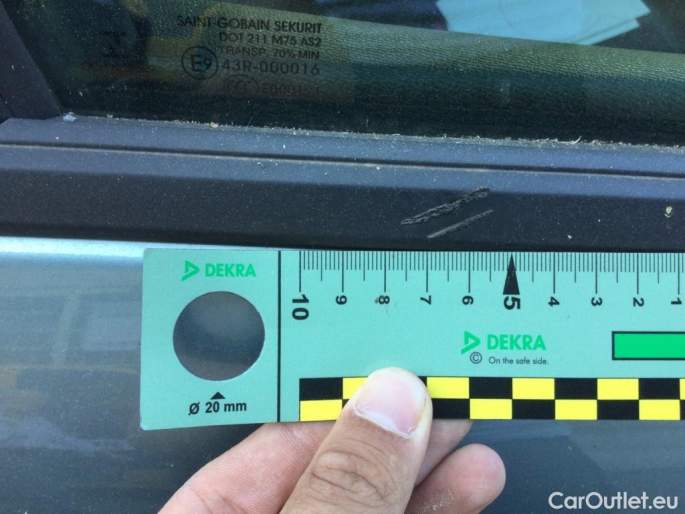 SAINT-GOBAIN SEKURIT
DOT 211 M75 AS2
TRANSP. 70% MIN
E9 43R-000016
DEKRA
10 9 8 7 6 5 4 3 2 1
DEKRA
© On the safe side.
Ø 20 mm
CarOutlet.eu